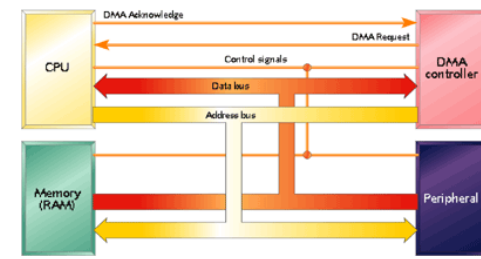 DMA Acknowledge
DMA Request
CPU
Control signals
DMA
controller
Data bus
Address bus
Memory
(RAM)
Peripheral